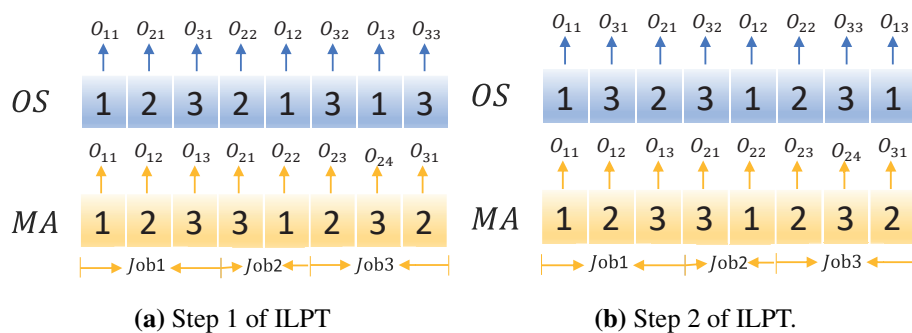 O11 O21 O31 O22 O12 O32 O13 O33
OS 1 2 3 2 1 3 1 3
O11 O12 O13 O21 O22 O23 O24 O31
MA 1 2 3 3 1 2 3 2
Job1 Job2 Job3
(a) Step 1 of ILPT
O11 O31 O21 O32 O12 O22 O33 O13
OS 1 3 2 3 1 2 3 1
O11 O12 O13 O21 O22 O23 O24 O31
MA 1 2 3 3 1 2 3 2
Job1 Job2 Job3
(b) Step 2 of ILPT.